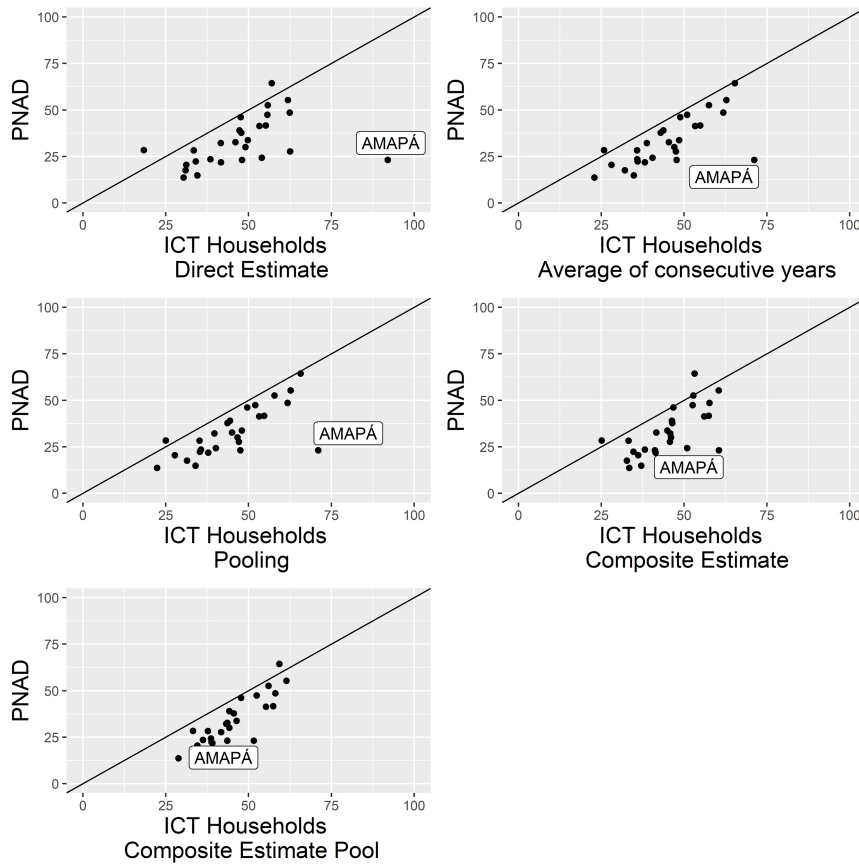 100
75
50
25
0
PNAD
AMAPÁ
0 25 50 75 100
ICT Households
Direct Estimate
100
75
50
25
0
PNAD
AMAPÁ
0 25 50 75 100
ICT Households
Average of consecutive years
100
75
50
25
0
PNAD
AMAPÁ
0 25 50 75 100
ICT Households
Pooling
100
75
50
25
0
PNAD
AMAPÁ
0 25 50 75 100
ICT Households
Composite Estimate
100
75
50
25
0
PNAD
AMAPÁ
0 25 50 75 100
ICT Households
Composite Estimate Pool